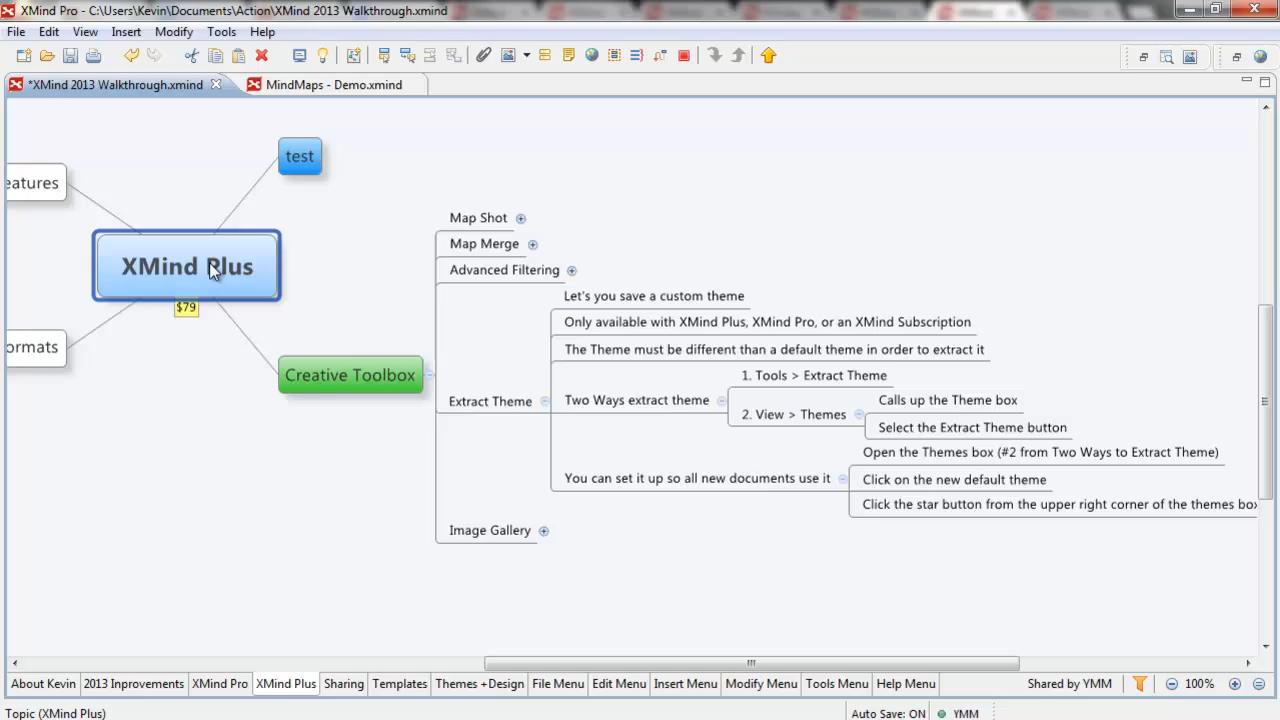 XMind Pro - C:\Users\Kevin\Documents\Action\XMind 2013 Walkthrough.xmind
File Edit View Insert Modify Tools Help
*XMind 2013 Walkthrough.xmind MindMaps - Demo.xmind
test
eatures
Map Shot
Map Merge
XMind Plus
Advanced Filtering
$79
Let's you save a custom theme
Only available with XMind Plus, XMind Pro, or an XMind Subscription
ormats
The Theme must be different than a default theme in order to extract it
Creative Toolbox
1. Tools > Extract Theme
Extract Theme
Two Ways extract theme
Calls up the Theme box
2. View > Themes
Select the Extract Theme button
Open the Themes box (#2 from Two Ways to Extract Theme)
You can set it up so all new documents use it
Click on the new default theme
Click the star button from the upper right corner of the themes box
Image Gallery
About Kevin 2013 Inprovements XMind Pro XMind Plus Sharing Templates Themes +Design File Menu Edit Menu Insert Menu Modify Menu Tools Menu Help Menu Shared by YMM 100%
Topic (XMind Plus) Auto Save: ON YMM